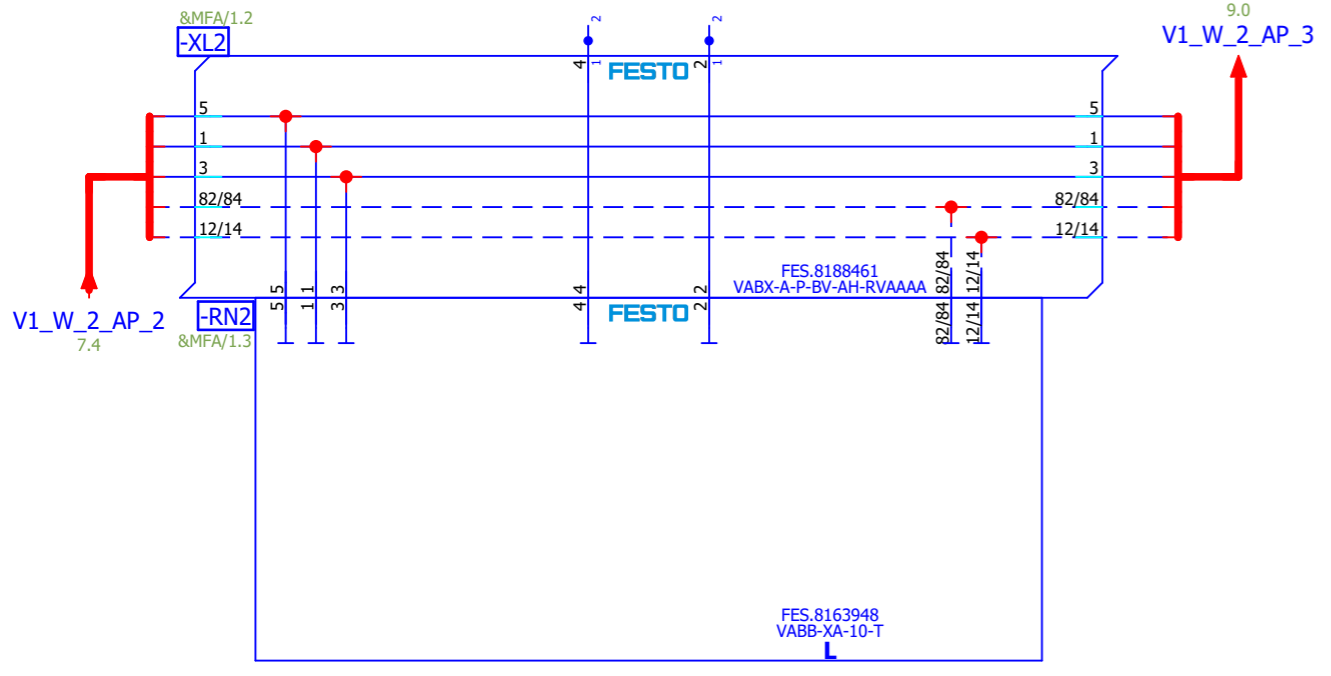 &MFA/1.2
-XL2
2
2
9.0
V1_W_2_AP_3
4
1
FESTO
2
1
5
5
1
1
3
3
82/84
82/84
12/14
12/14
FES.8188461
VABX-A-P-BV-AH-RVAAAA
5
1
3
4
2
82/84
12/14
V1_W_2_AP_2
7.4
-RN2
&MFA/1.3
5
1
3
4
FESTO
2
82/84
12/14
FES.8163948
VABB-XA-10-T
L